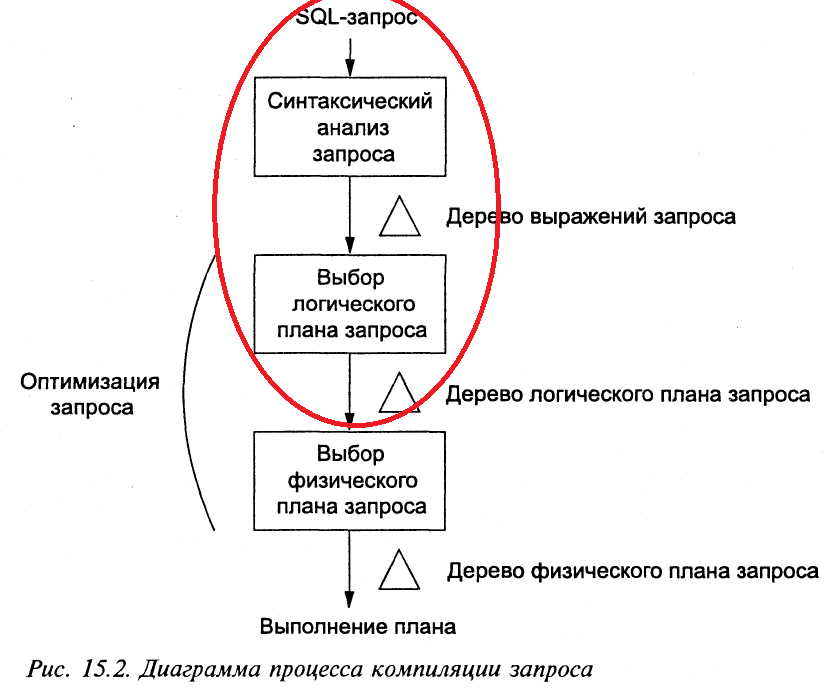 SQL-запрос
Синтаксический
анализ
запроса
Дерево выражений запроса
Выбор
логического
плана запроса
Оптимизация
запроса
Дерево логического плана запроса
Выбор
физического
плана запроса
Дерево физического плана запроса
Выполнение плана
Рис. 15.2. Диаграмма процесса компиляции запроса